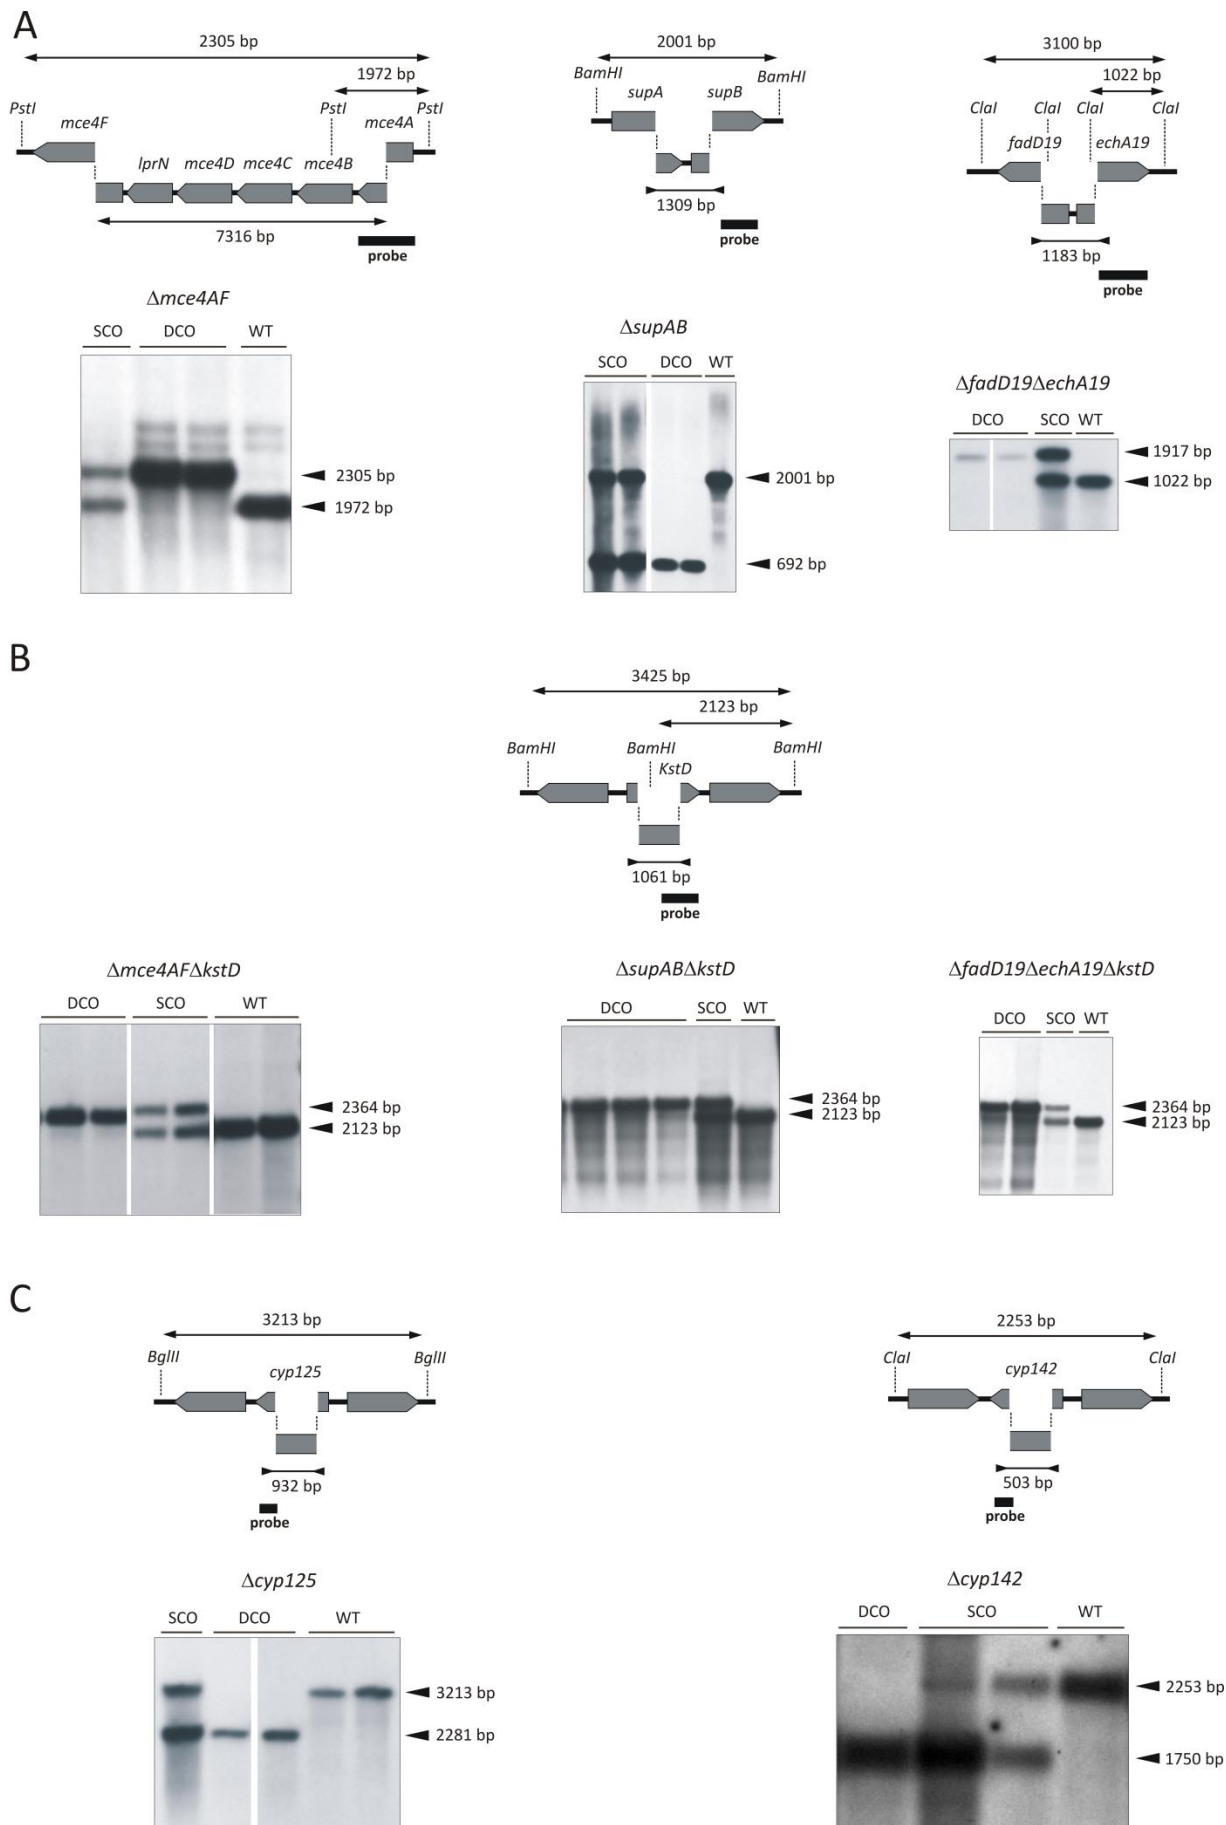 A
2305 bp
1972 bp
PstI
PstI
PstI
mce4F
mce4A
lprN
mce4D
mce4C
mce4B
7316 bp
probe
2001 bp
BamHI
BamHI
supA
supB
1309 bp
probe
3100 bp
1022 bp
ClaI
ClaI
ClaI
ClaI
fadD19
echA19
1183 bp
probe
Δmce4AF
SCO
DCO
WT
2305 bp
1972 bp
ΔsupAB
SCO
DCO
WT
2001 bp
692 bp
ΔfadD19ΔechA19
DCO
SCO
WT
1917 bp
1022 bp
B
3425 bp
2123 bp
BamHI
BamHI
BamHI
KstD
1061 bp
probe
Δmce4AFΔkstD
DCO
SCO
WT
2364 bp
2123 bp
ΔsupABΔkstD
DCO
SCO
WT
2364 bp
2123 bp
ΔfadD19ΔechA19ΔkstD
DCO
SCO
WT
2364 bp
2123 bp
C
3213 bp
BglII
BglII
cyp125
932 bp
probe
2253 bp
ClaI
ClaI
cyp142
503 bp
probe
Δcyp125
SCO
DCO
WT
3213 bp
2281 bp
Δcyp142
DCO
SCO
WT
2253 bp
1750 bp